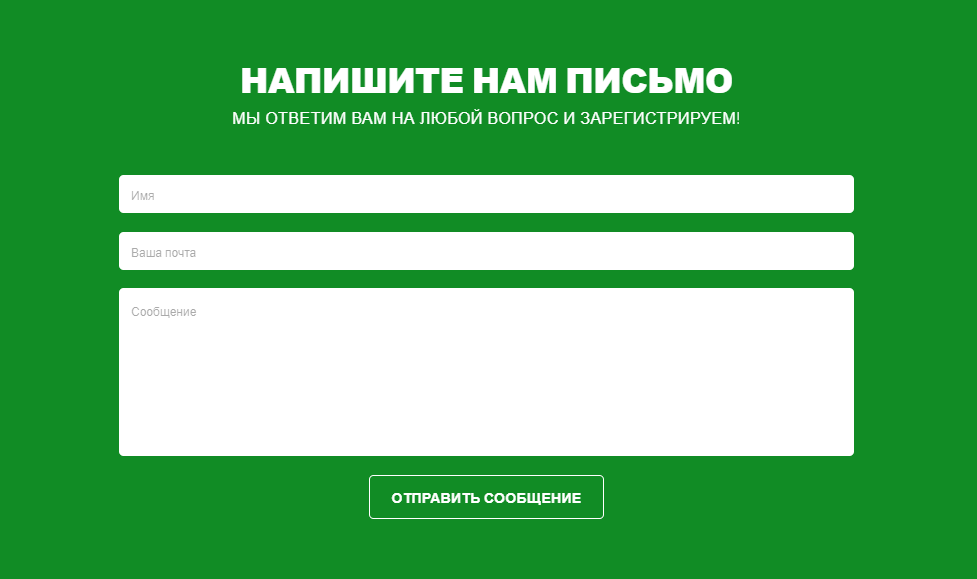 НАПИШИТЕ НАМ ПИСЬМО
МЫ ОТВЕТИМ ВАМ НА ЛЮБОЙ ВОПРОС И ЗАРЕГИСТРИРУЕМ!
Имя
Ваша почта
Сообщение
ОТПРАВИТЬ СООБЩЕНИЕ